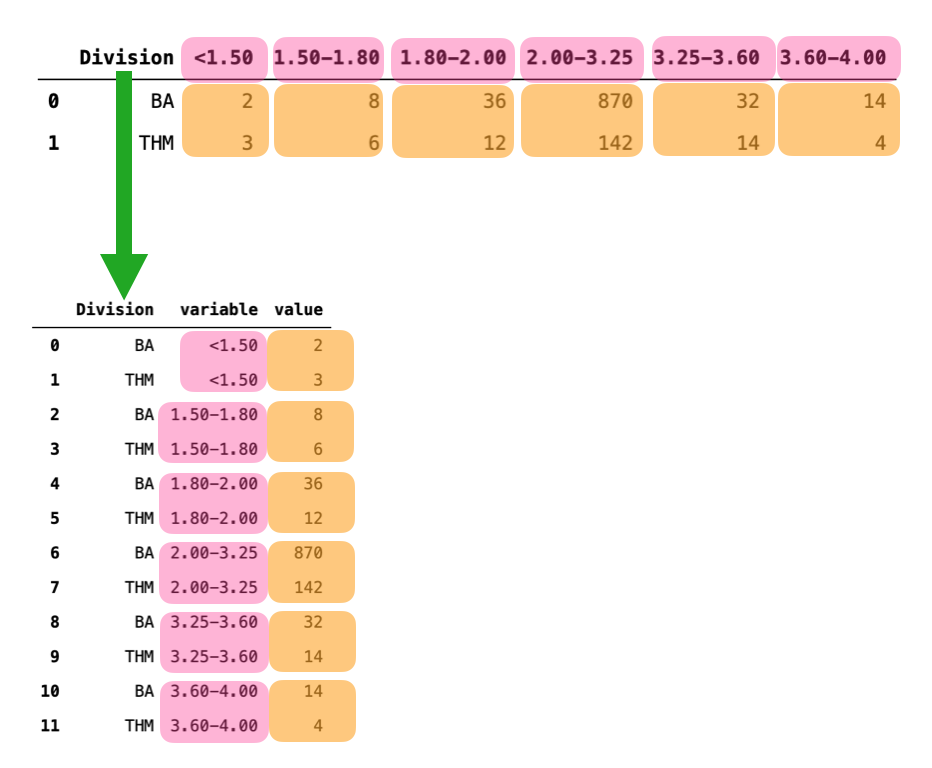 Division <1.50 1.50–1.80 1.80–2.00 2.00–3.25 3.25–3.60 3.60–4.00
0 BA 2 8 36 870 32 14
1 THM 3 6 12 142 14 4
Division variable value
0 BA <1.50 2
1 THM <1.50 3
2 BA 1.50–1.80 8
3 THM 1.50–1.80 6
4 BA 1.80–2.00 36
5 THM 1.80–2.00 12
6 BA 2.00–3.25 870
7 THM 2.00–3.25 142
8 BA 3.25–3.60 32
9 THM 3.25–3.60 14
10 BA 3.60–4.00 14
11 THM 3.60–4.00 4